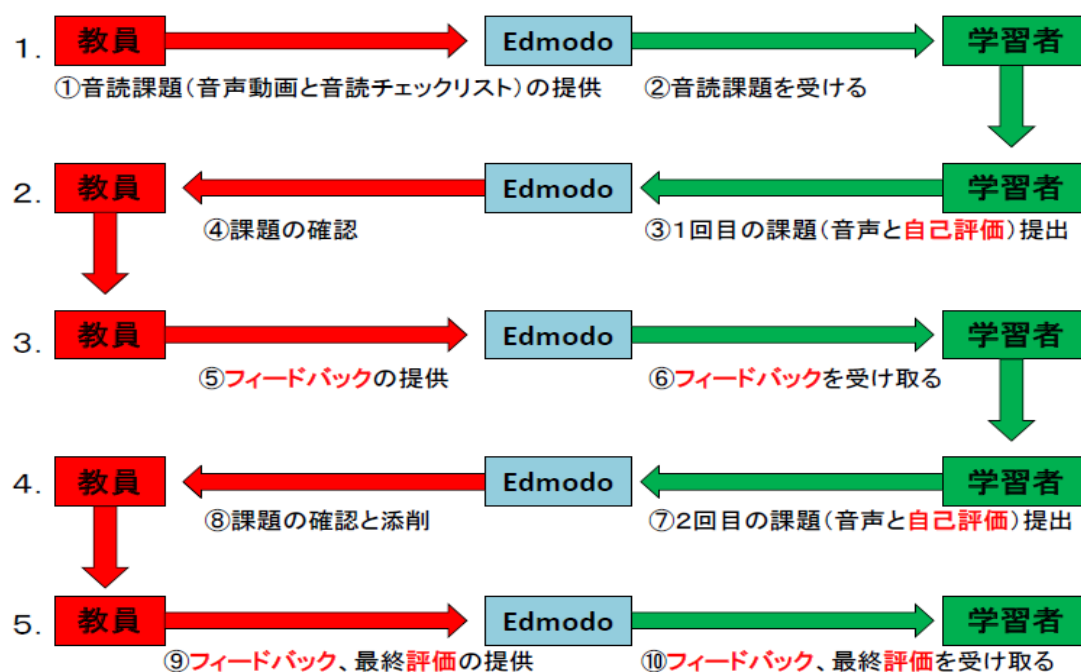 1. 教員 Edmodo 学習者
①音読課題(音声動画と音読チェックリスト)の提供 ②音読課題を受ける
2. 教員 Edmodo 学習者
④課題の確認 ③1回目の課題(音声と自己評価)提出
3. 教員 Edmodo 学習者
⑤フィードバックの提供 ⑥フィードバックを受け取る
4. 教員 Edmodo 学習者
⑧課題の確認と添削 ⑦2回目の課題(音声と自己評価)提出
5. 教員 Edmodo 学習者
⑨フィードバック、最終評価の提供 ⑩フィードバック、最終評価を受け取る